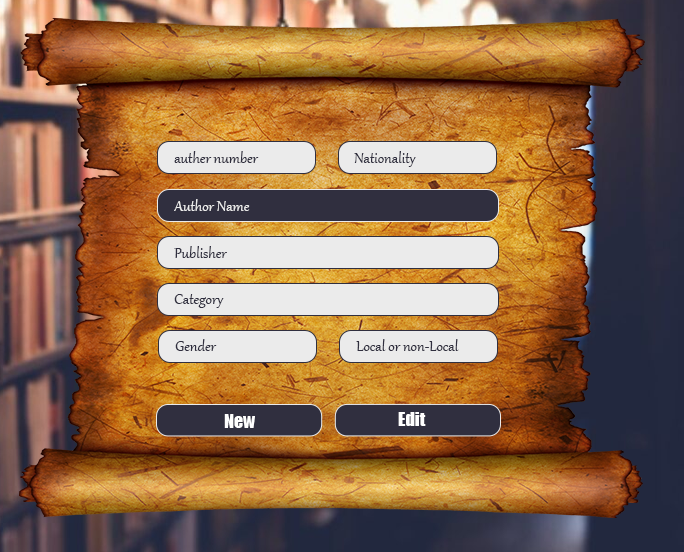 auther number
Nationality
Author Name
Publisher
Category
Gender
Local or non-Local
New
Edit